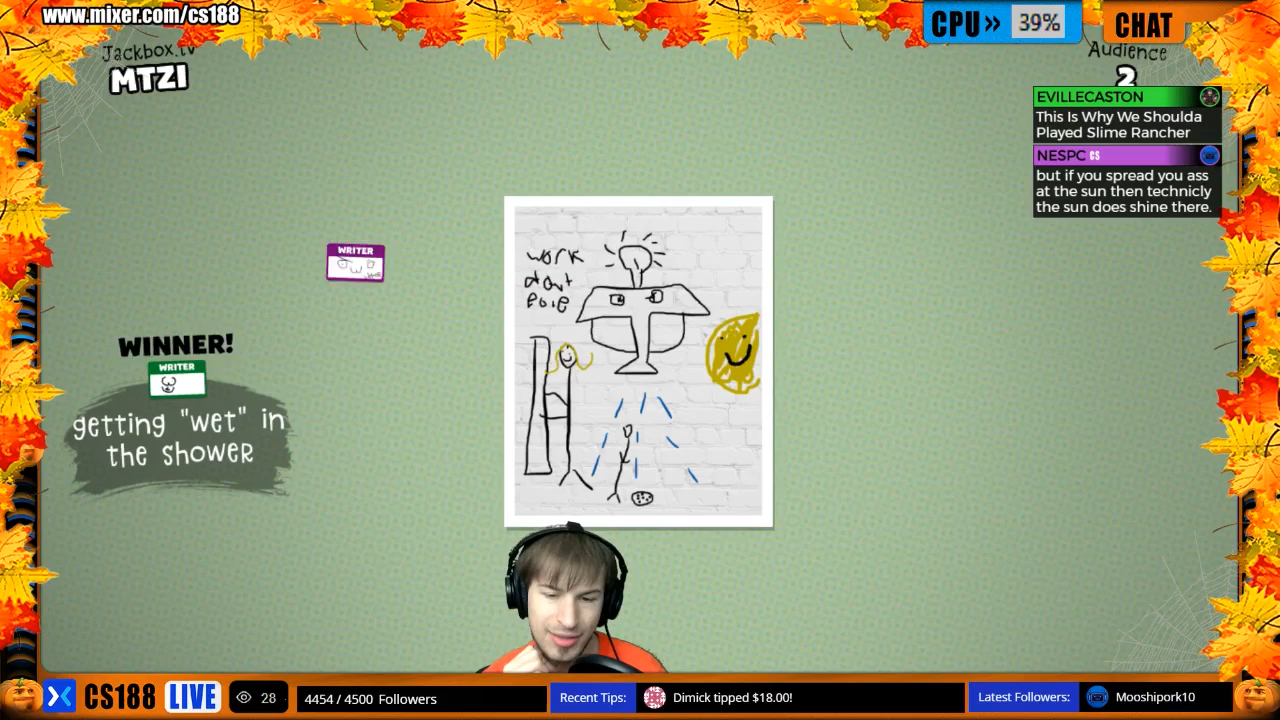 www.mixer.com/cs188
CPU» 39%
CHAT
Jackbox.tv
MTZI
Audience
2
EVILLECASTON
This Is Why We Shoulda
Played Slime Rancher
NESPC cs
but if you spread you ass
at the sun then technicly
the sun does shine there.
WRITER
work
WINNER!
WRITER
getting "wet" in
the shower
CS188 LIVE
28
4454 / 4500 Followers
Recent Tips:
Dimick tipped $18.00!
Latest Followers:
Mooshipork10